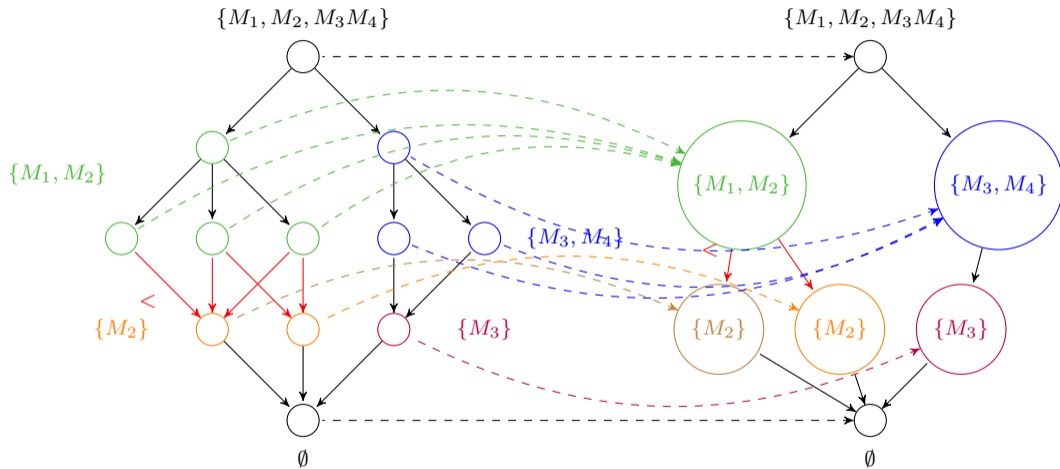 {M₁, M₂, M₃M₄}
{M₁, M₂, M₃M₄}
{M₁, M₂}
{M₁, M₂}
{M₃, M₄}
{M₃, M₄}
<
<
{M₂}
{M₃}
{M₂}
{M₂}
{M₃}
∅
∅